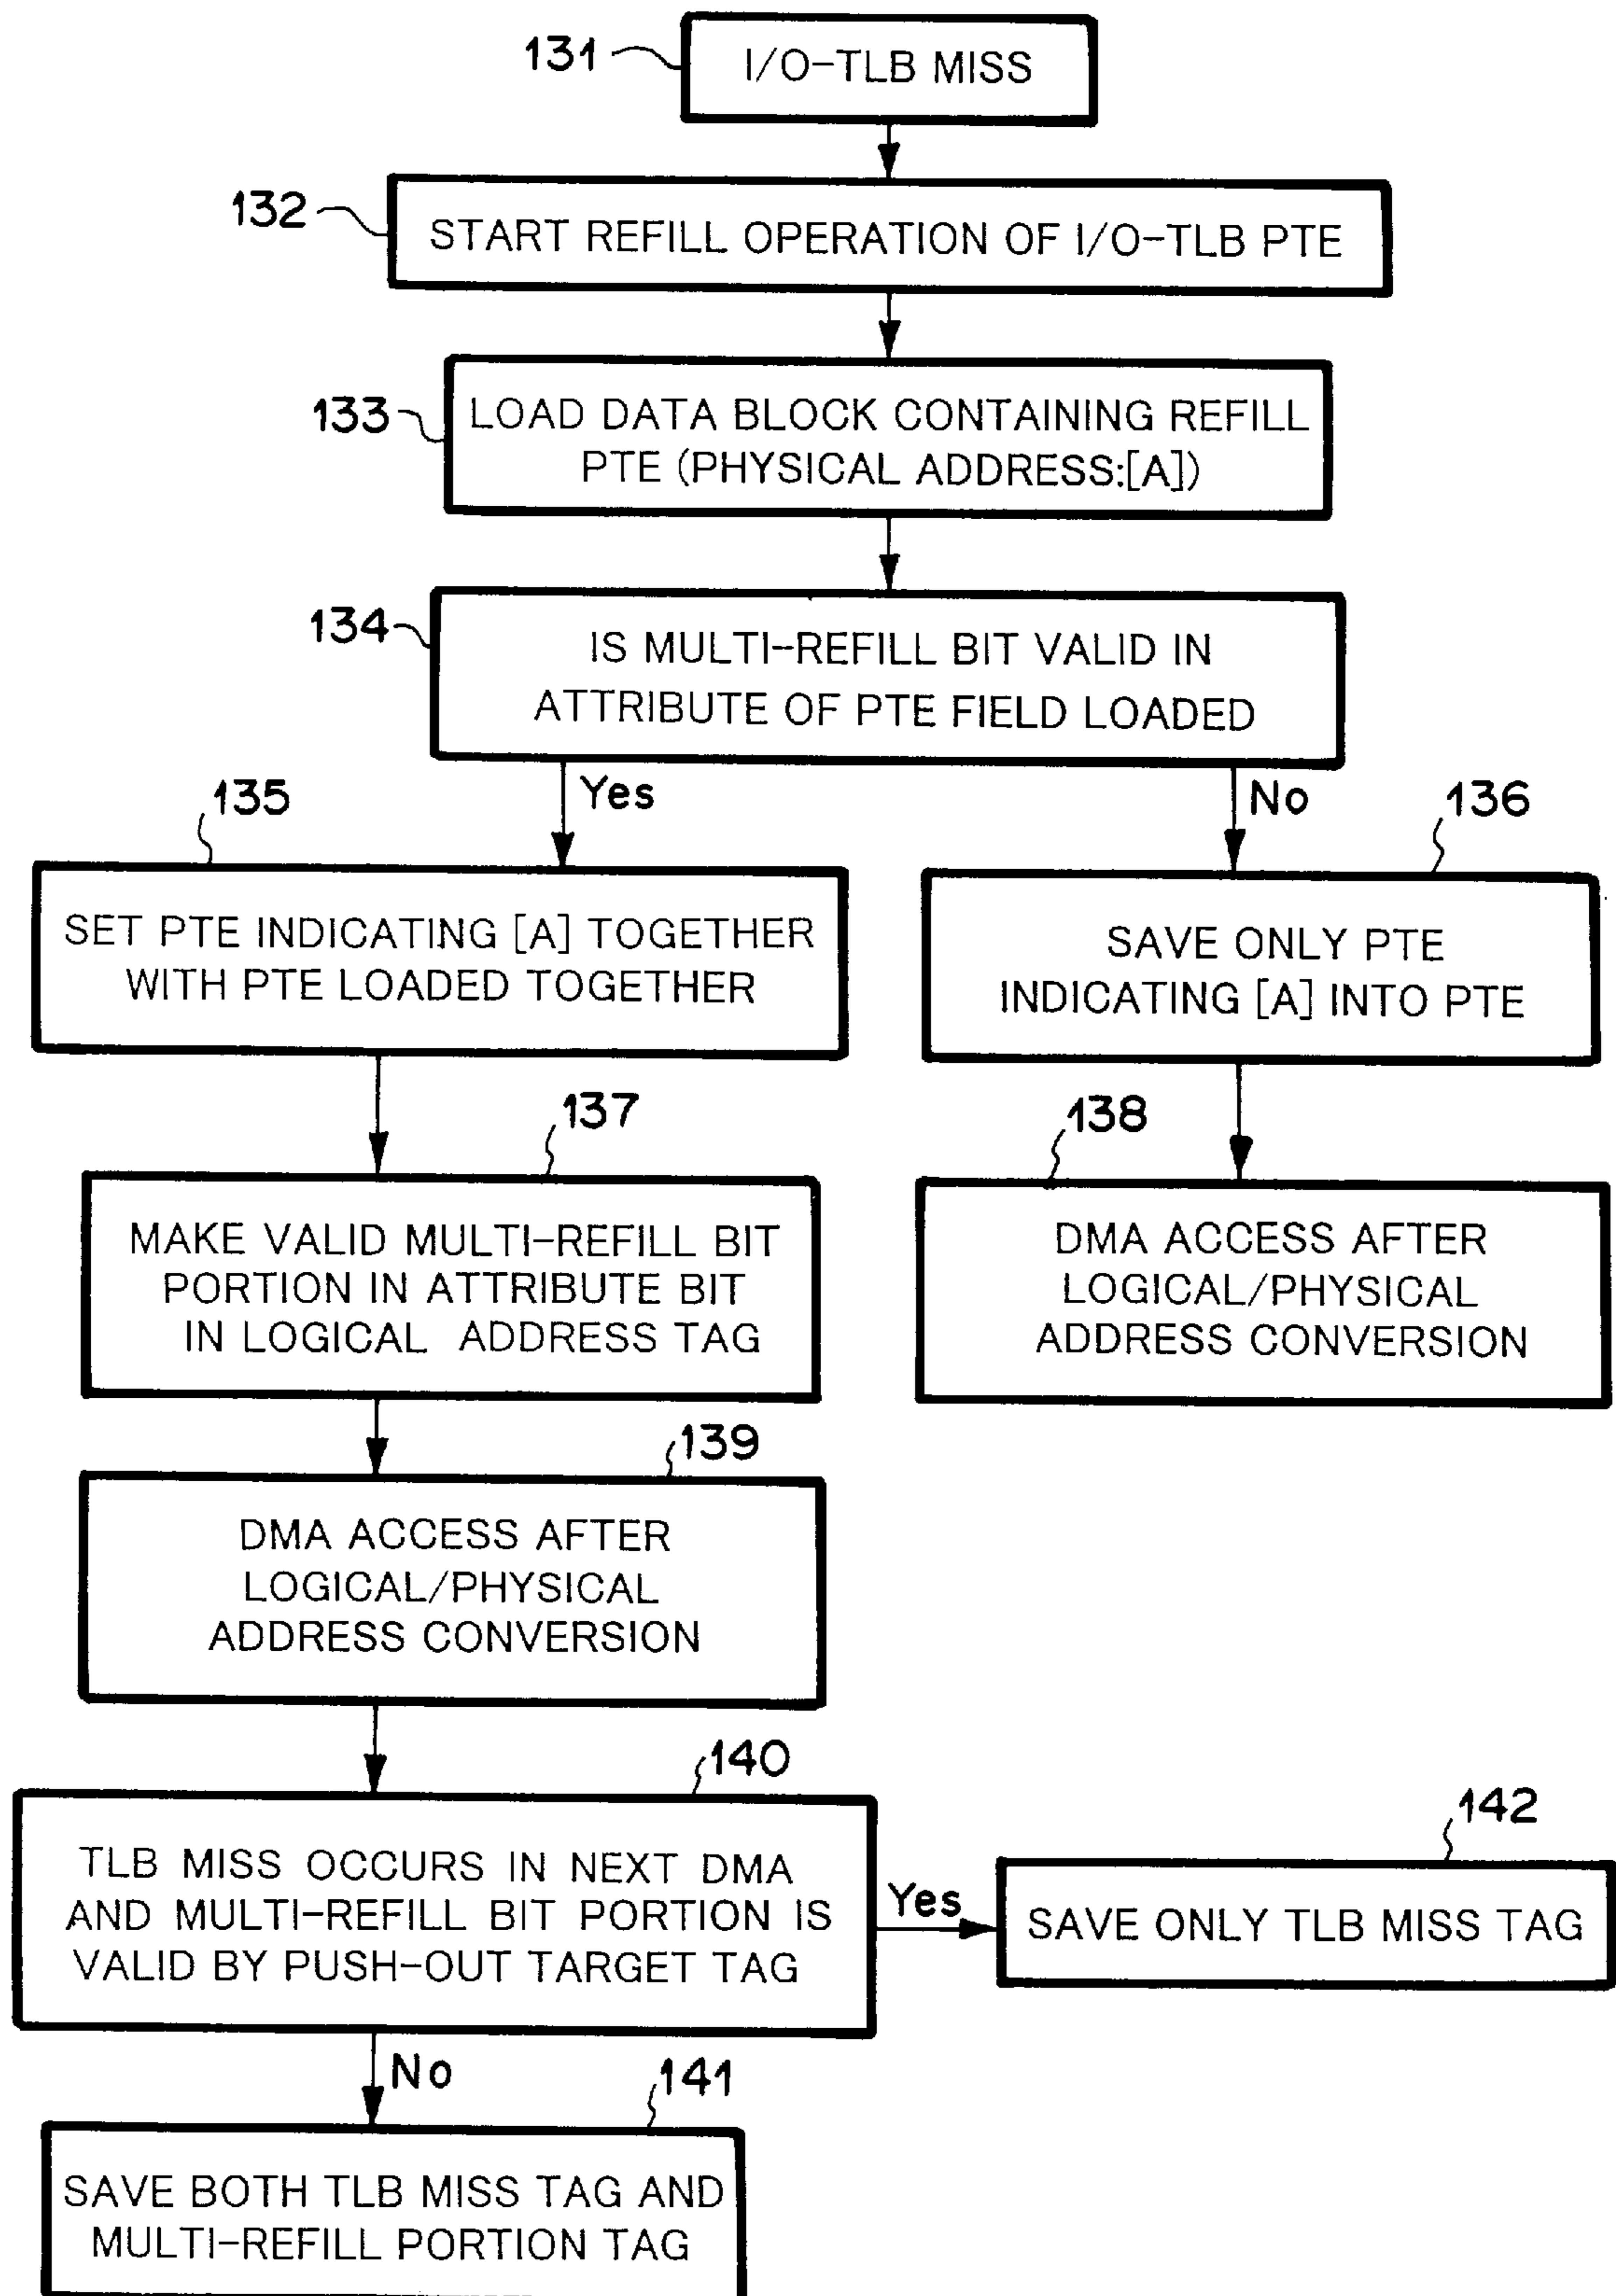 131
I/O-TLB MISS
132
START REFILL OPERATION OF I/O-TLB PTE
133
LOAD DATA BLOCK CONTAINING REFILL
PTE (PHYSICAL ADDRESS:[A])
134
IS MULTI-REFILL BIT VALID IN
ATTRIBUTE OF PTE FIELD LOADED
Yes
No
135
SET PTE INDICATING [A] TOGETHER
WITH PTE LOADED TOGETHER
136
SAVE ONLY PTE
INDICATING [A] INTO PTE
137
MAKE VALID MULTI-REFILL BIT
PORTION IN ATTRIBUTE BIT
IN LOGICAL ADDRESS TAG
138
DMA ACCESS AFTER
LOGICAL/PHYSICAL
ADDRESS CONVERSION
139
DMA ACCESS AFTER
LOGICAL/PHYSICAL
ADDRESS CONVERSION
140
TLB MISS OCCURS IN NEXT DMA
AND MULTI-REFILL BIT PORTION IS
VALID BY PUSH-OUT TARGET TAG
Yes
142
SAVE ONLY TLB MISS TAG
No
141
SAVE BOTH TLB MISS TAG AND
MULTI-REFILL PORTION TAG